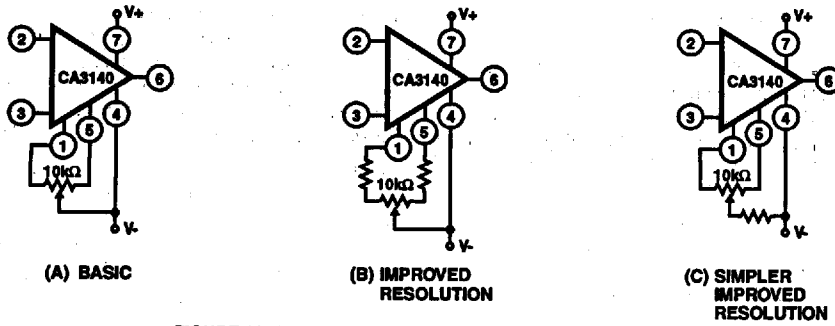 V+
2
7
CA3140
6
3
5
4
1
10kΩ
V-
(A) BASIC
V+
2
7
CA3140
6
3
5
4
1
10kΩ
V-
(B) IMPROVED
RESOLUTION
V+
2
7
CA3140
6
3
5
4
1
10kΩ
V-
(C) SIMPLER
IMPROVED
RESOLUTION